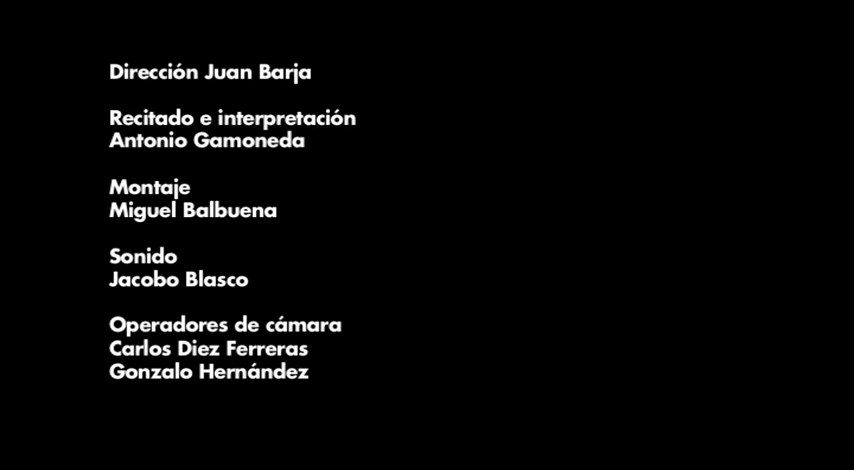 Dirección Juan Barja
Recitado e interpretación
Antonio Gamoneda
Montaje
Miguel Balbuena
Sonido
Jacobo Blasco
Operadores de cámara
Carlos Diez Ferreras
Gonzalo Hernández